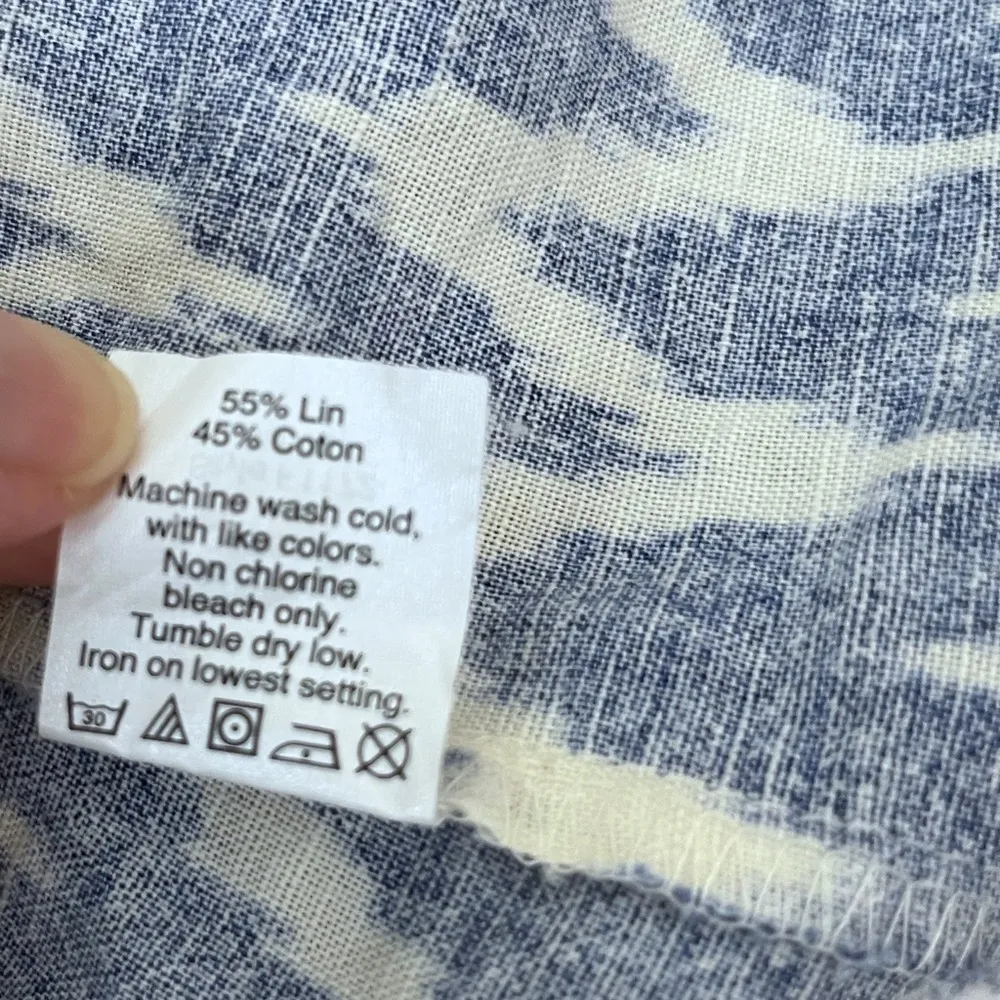 55% Lin
45% Coton
Machine wash cold,
with like colors.
Non chlorine
bleach only.
Tumble dry low.
Iron on lowest setting.
30